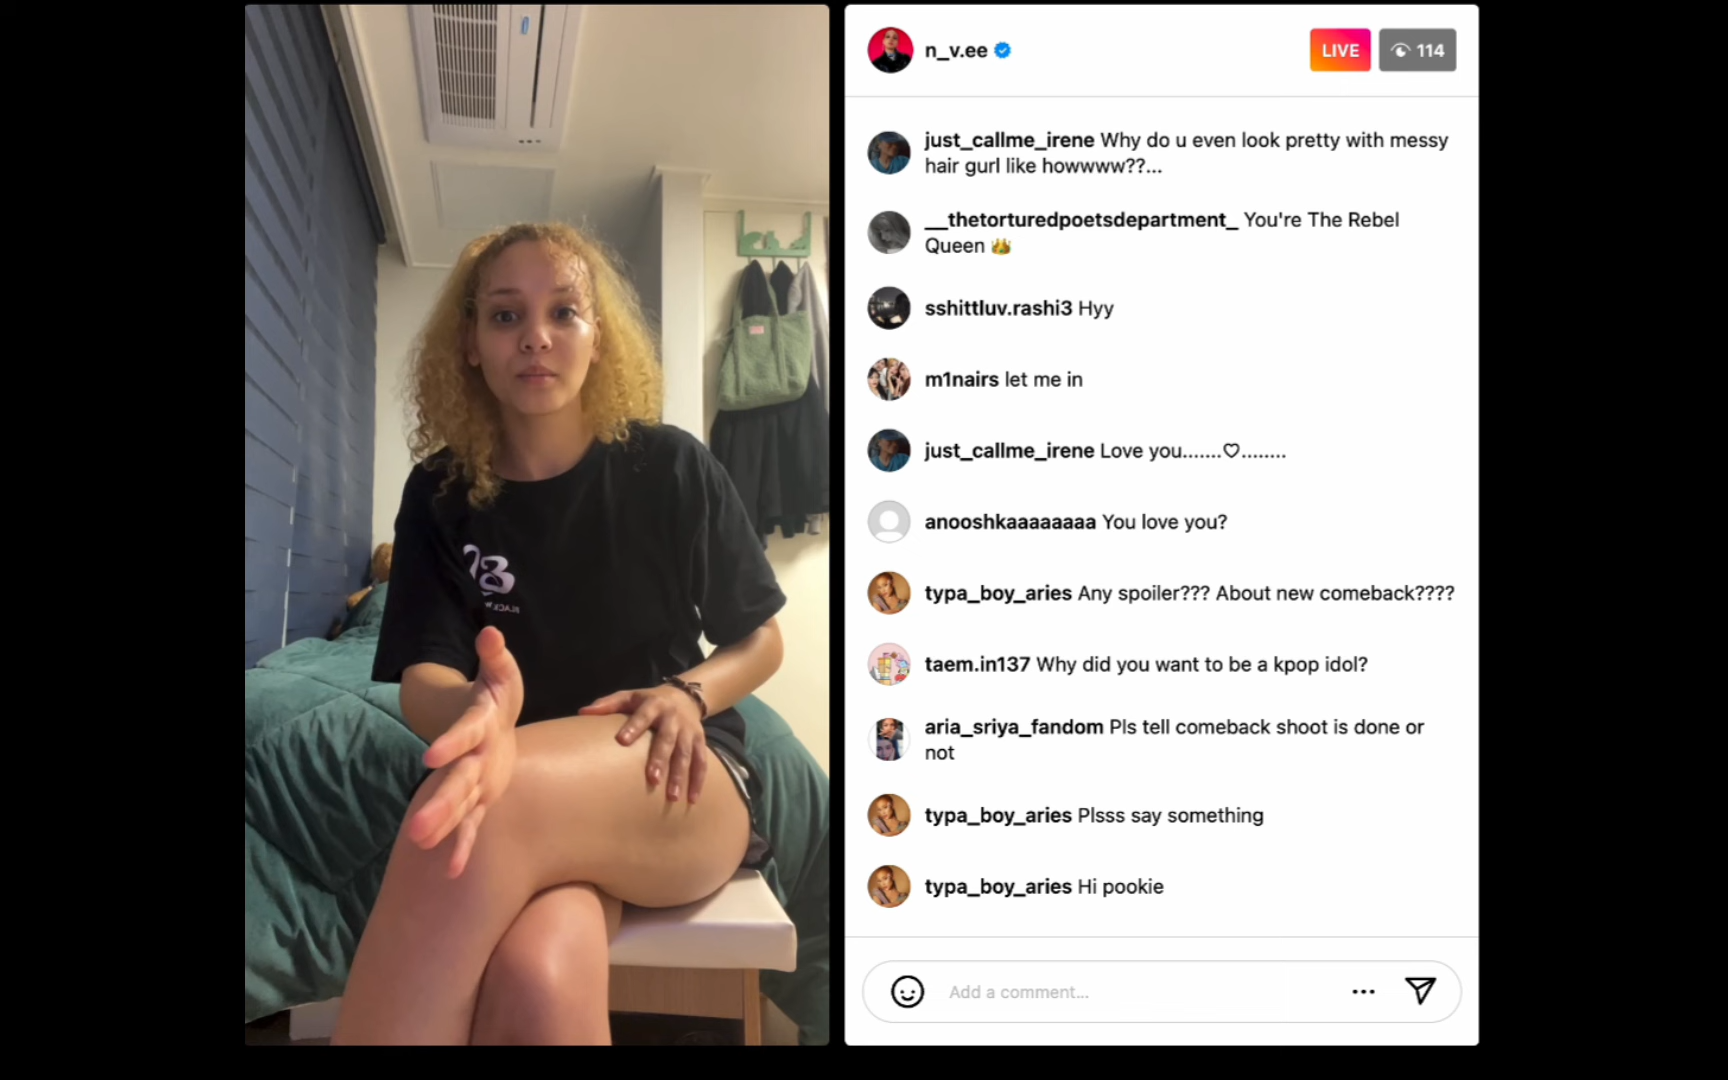 n_v.ee
LIVE
114
just_callme_irene Why do u even look pretty with messy
hair gurl like howwww??...
__thetorturedpoetsdepartment_ You're The Rebel
Queen 👑
sshittluv.rashi3 Hyy
m1nairs let me in
just_callme_irene Love you.......♡........
anooshkaaaaaaaa You love you?
typa_boy_aries Any spoiler??? About new comeback????
taem.in137 Why did you want to be a kpop idol?
aria_sriya_fandom Pls tell comeback shoot is done or
not
typa_boy_aries Plsss say something
typa_boy_aries Hi pookie
Add a comment...